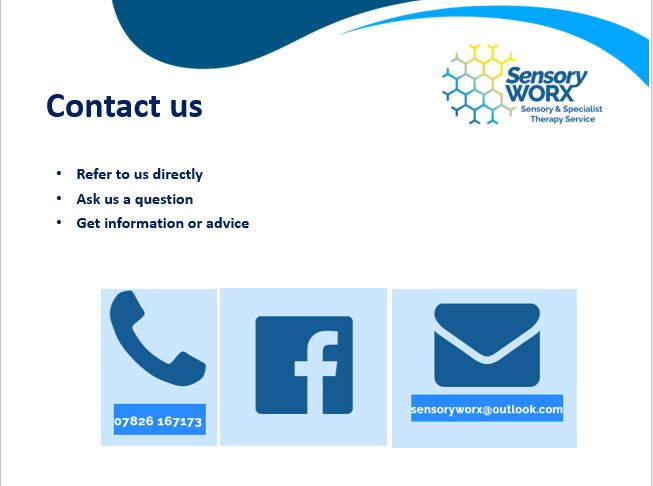 Sensory
WORX
Sensory & Specialist
Therapy Service
Contact us
• Refer to us directly
• Ask us a question
• Get information or advice
07826 167173
sensoryworx@outlook.com